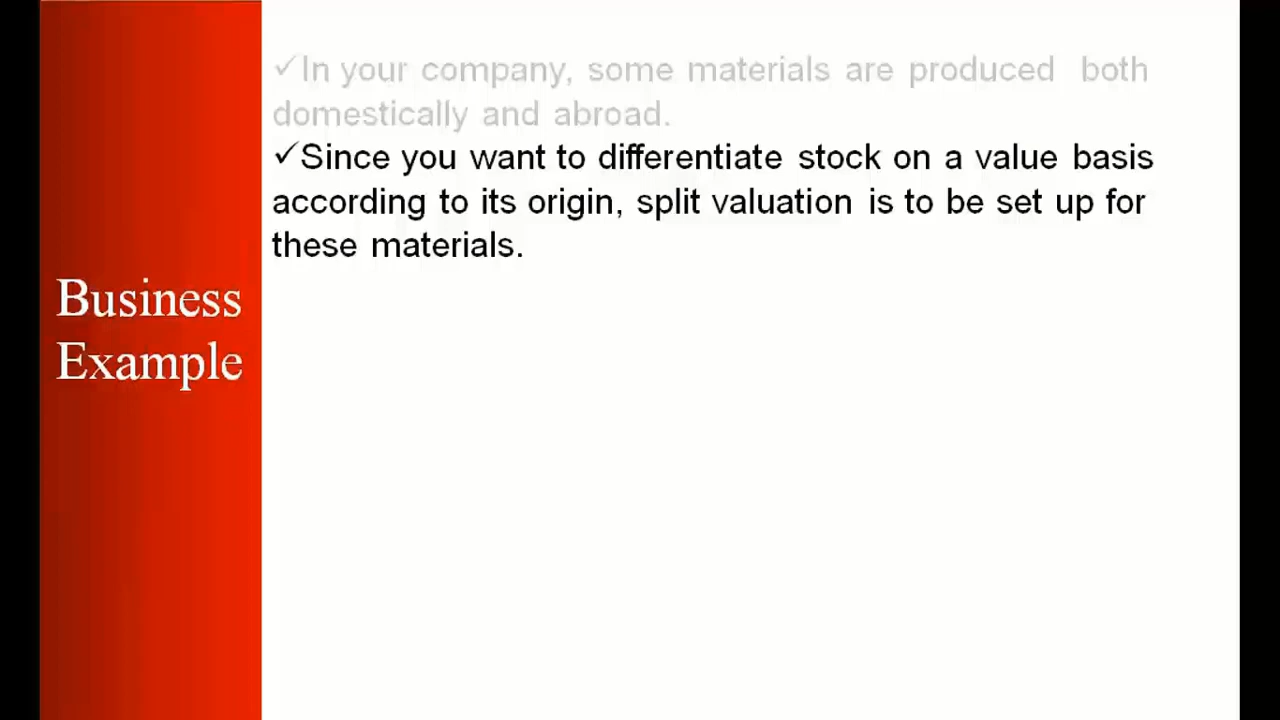 Business
Example
✓In your company, some materials are produced both
domestically and abroad.
✓Since you want to differentiate stock on a value basis
according to its origin, split valuation is to be set up for
these materials.